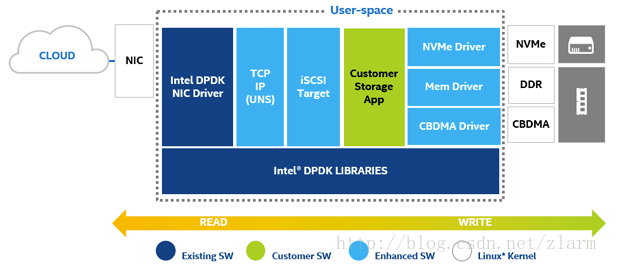 User-space
CLOUD
NIC
Intel DPDK
NIC Driver
TCP
IP
(UNS)
iSCSI
Target
Customer
Storage
App
NVMe Driver
Mem Driver
CBDMA Driver
NVMe
DDR
CBDMA
Intel® DPDK LIBRARIES
READ
WRITE
http://blog.csdn.net/zlarm
Existing SW
Customer SW
Enhanced SW
Linux* Kernel